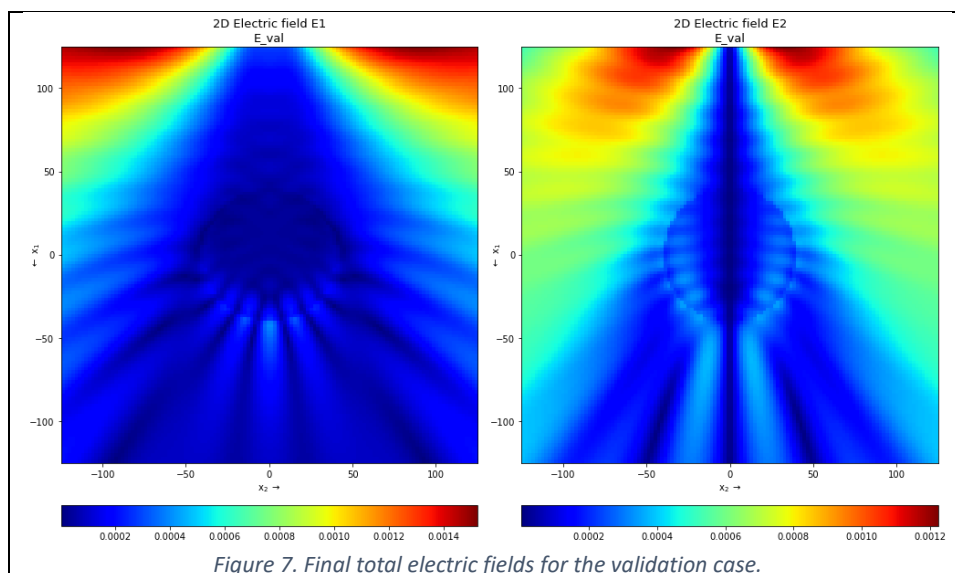 2D Electric field E1
E_val
100
50
0
−50
−100
← x₁
−100 −50 0 50 100
x₂ →
0.0002 0.0004 0.0006 0.0008 0.0010 0.0012 0.0014
2D Electric field E2
E_val
100
50
0
−50
−100
← x₁
−100 −50 0 50 100
x₂ →
0.0002 0.0004 0.0006 0.0008 0.0010 0.0012
Figure 7. Final total electric fields for the validation case.